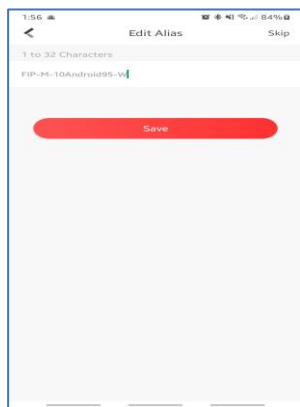 1:56 84%
Edit Alias Skip
1 to 32 Characters
FIP-M-10Android95-W
Save